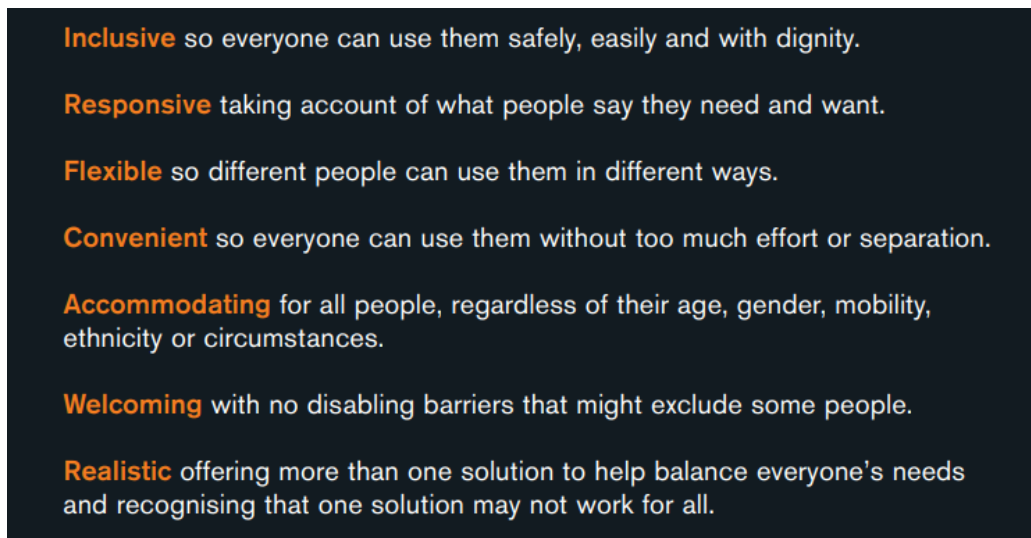 Inclusive so everyone can use them safely, easily and with dignity.
Responsive taking account of what people say they need and want.
Flexible so different people can use them in different ways.
Convenient so everyone can use them without too much effort or separation.
Accommodating for all people, regardless of their age, gender, mobility,
ethnicity or circumstances.
Welcoming with no disabling barriers that might exclude some people.
Realistic offering more than one solution to help balance everyone’s needs
and recognising that one solution may not work for all.